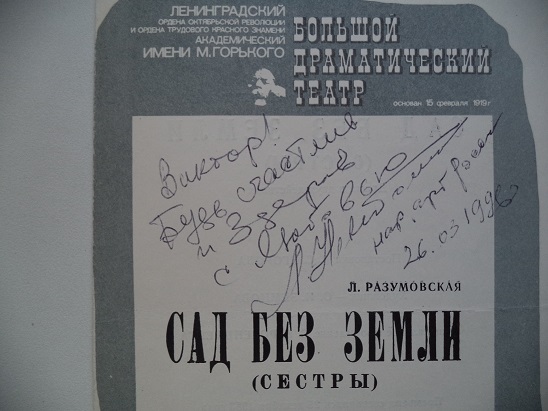 ЛЕНИНГРАДСКИЙ
ОРДЕНА ОКТЯБРЬСКОЙ РЕВОЛЮЦИИ
И ОРДЕНА ТРУДОВОГО КРАСНОГО ЗНАМЕНИ
АКАДЕМИЧЕСКИЙ
ИМЕНИ М. ГОРЬКОГО
БОЛЬШОЙ
ДРАМАТИЧЕСКИЙ
ТЕАТР
основан 15 февраля 1919 г
Виктор!
Будь счастлив
и здоров
с любовью
нар. арт.
26.03 1996
Л. РАЗУМОВСКАЯ
САД БЕЗ ЗЕМЛИ
(СЕСТРЫ)